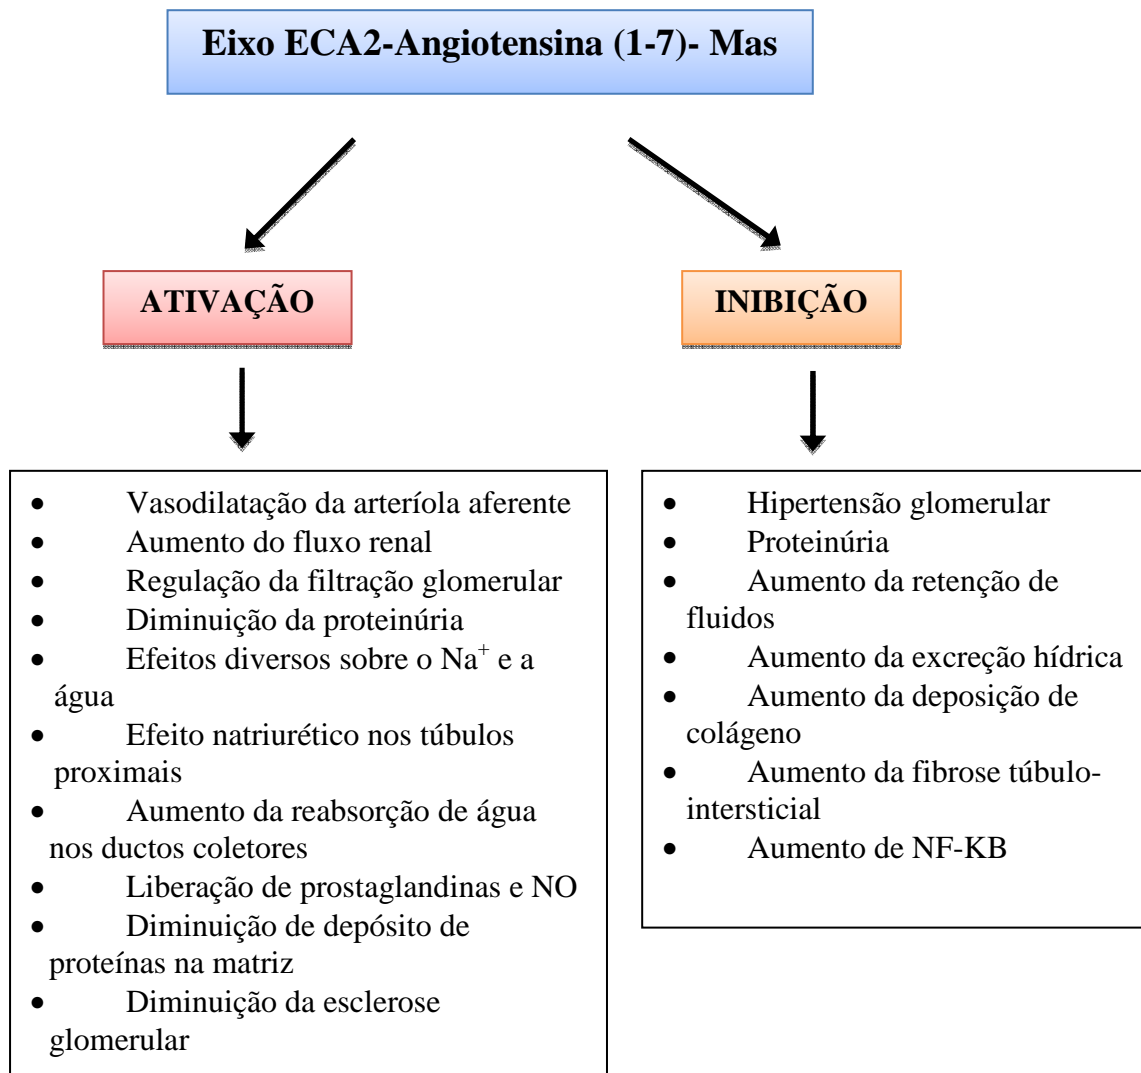 Eixo ECA2-Angiotensina (1-7)- Mas
ATIVAÇÃO
INIBIÇÃO
• Vasodilatação da arteríola aferente
• Aumento do fluxo renal
• Regulação da filtração glomerular
• Diminuição da proteinúria
• Efeitos diversos sobre o Na⁺ e a
água
• Efeito natriurético nos túbulos
proximais
• Aumento da reabsorção de água
nos ductos coletores
• Liberação de prostaglandinas e NO
• Diminuição de depósito de
proteínas na matriz
• Diminuição da esclerose
glomerular
• Hipertensão glomerular
• Proteinúria
• Aumento da retenção de
fluidos
• Aumento da excreção hídrica
• Aumento da deposição de
colágeno
• Aumento da fibrose túbulo-
intersticial
• Aumento de NF-KB